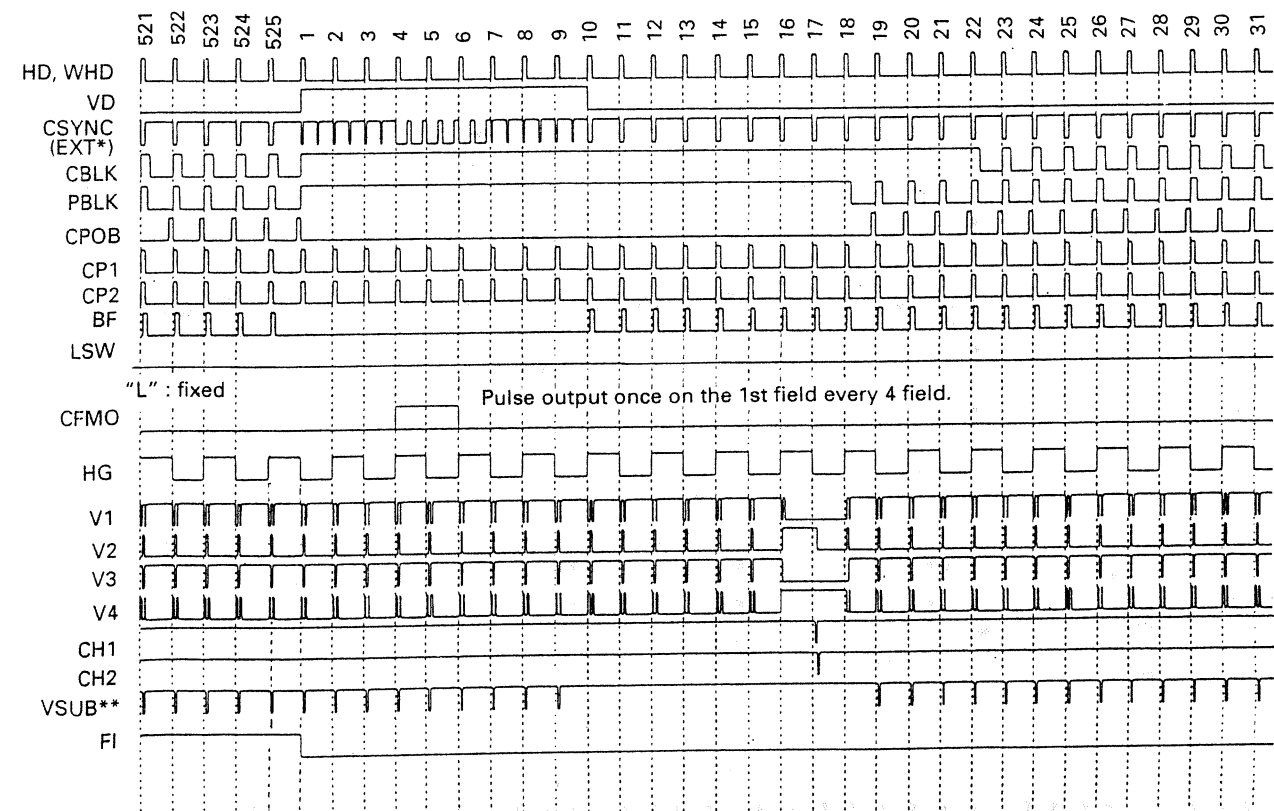 521 522 523 524 525 1 2 3 4 5 6 7 8 9 10 11 12 13 14 15 16 17 18 19 20 21 22 23 24 25 26 27 28 29 30 31
HD, WHD
VD
CSYNC
(EXT*)
CBLK
PBLK
CPOB
CP1
CP2
BF
LSW
"L" : fixed
Pulse output once on the 1st field every 4 field.
CFMO
HG
V1
V2
V3
V4
CH1
CH2
VSUB**
FI